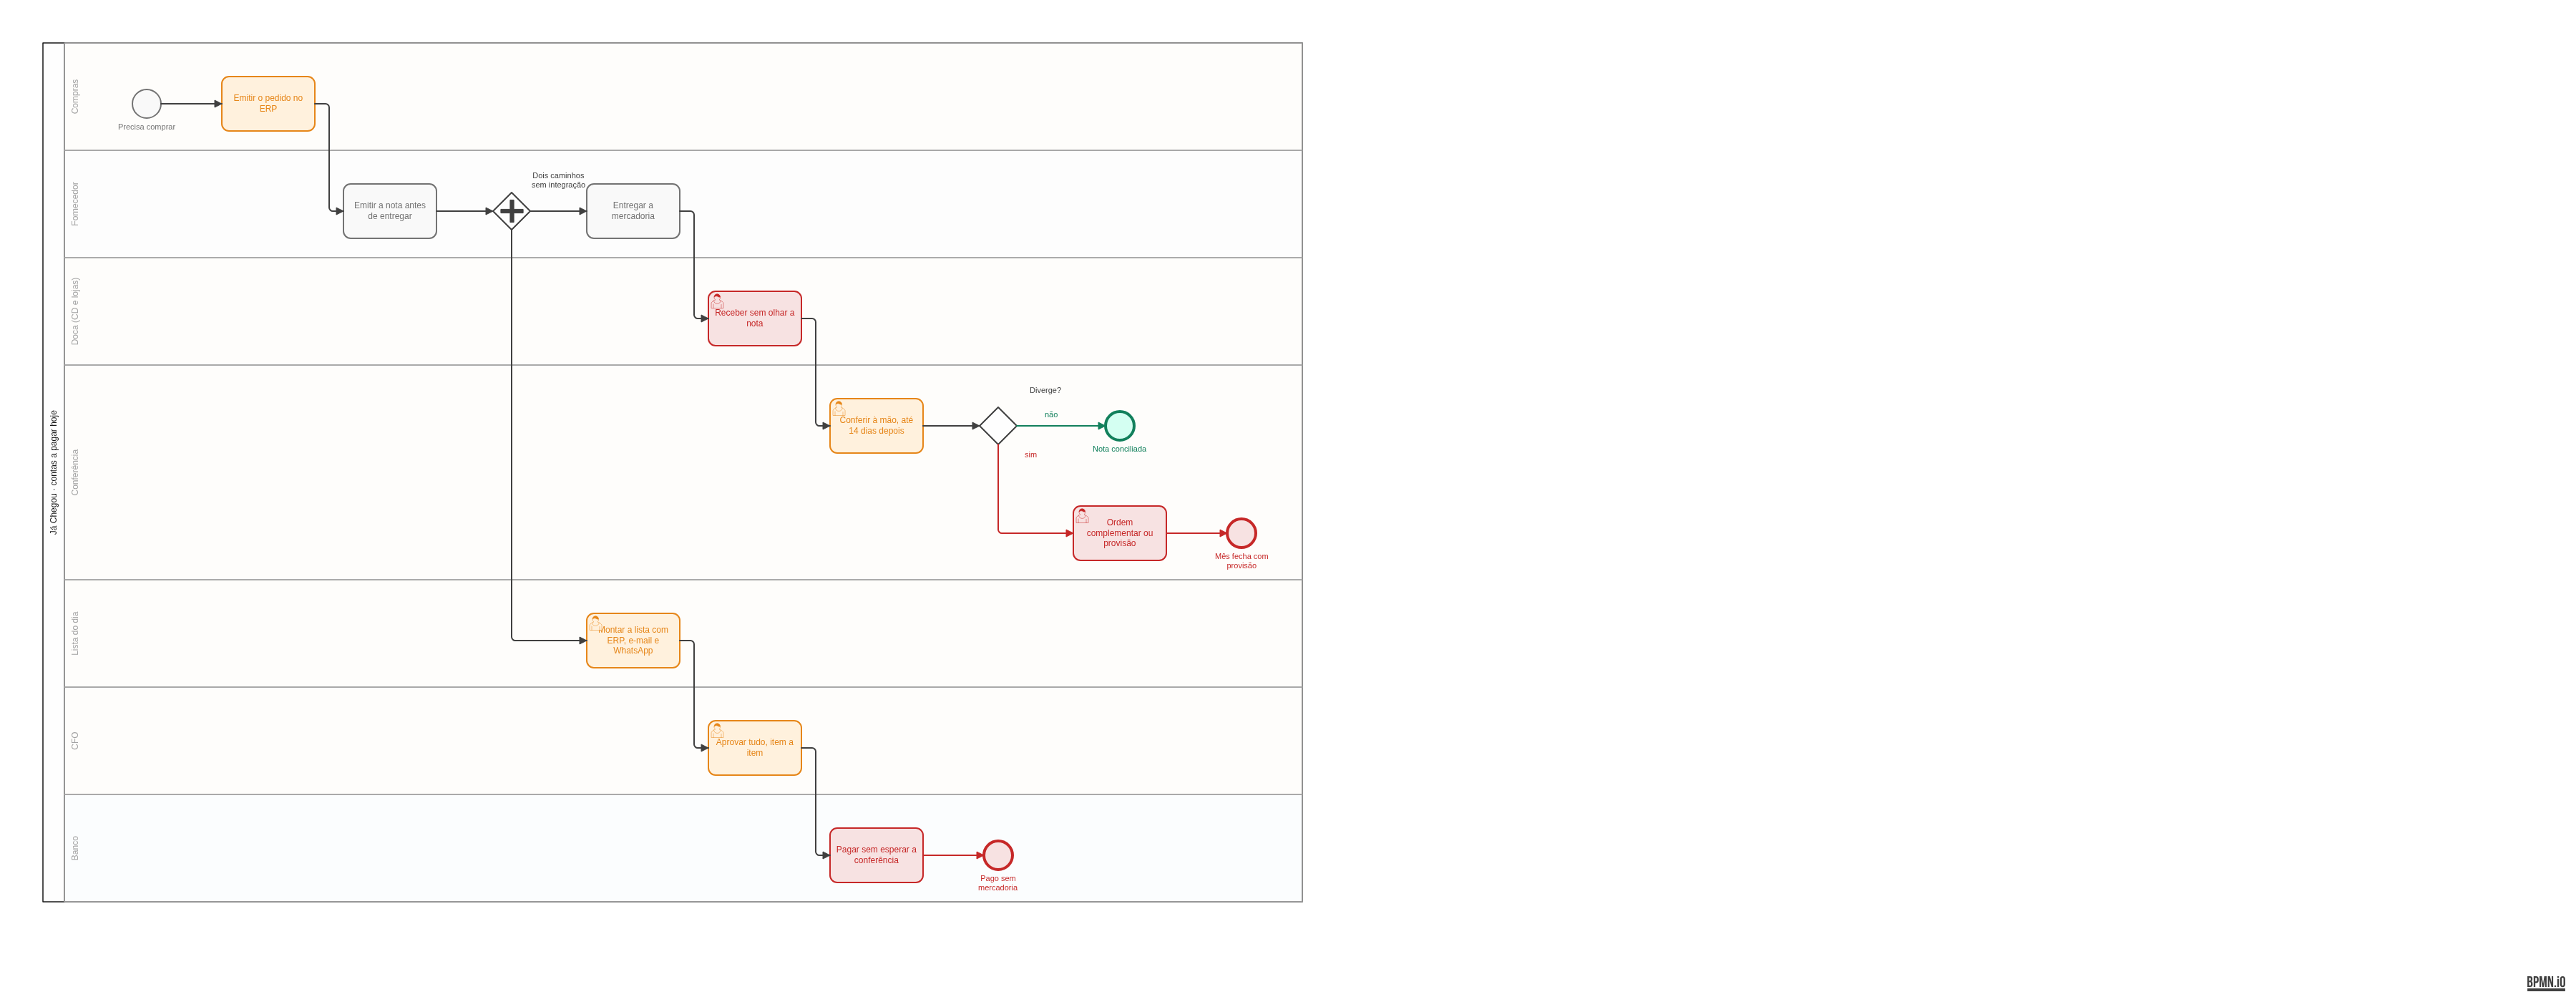 Já Chegou · contas a pagar hoje
Compras
Precisa comprar
Emitir o pedido no
ERP
Fornecedor
Emitir a nota antes
de entregar
Dois caminhos
sem integração
Entregar a
mercadoria
Doca (CD e lojas)
Receber sem olhar a
nota
Conferência
Conferir à mão, até
14 dias depois
Diverge?
não
Nota conciliada
sim
Ordem
complementar ou
provisão
Mês fecha com
provisão
Lista do dia
Montar a lista com
ERP, e-mail e
WhatsApp
CFO
Aprovar tudo, item a
item
Banco
Pagar sem esperar a
conferência
Pago sem
mercadoria
BPMN.iO